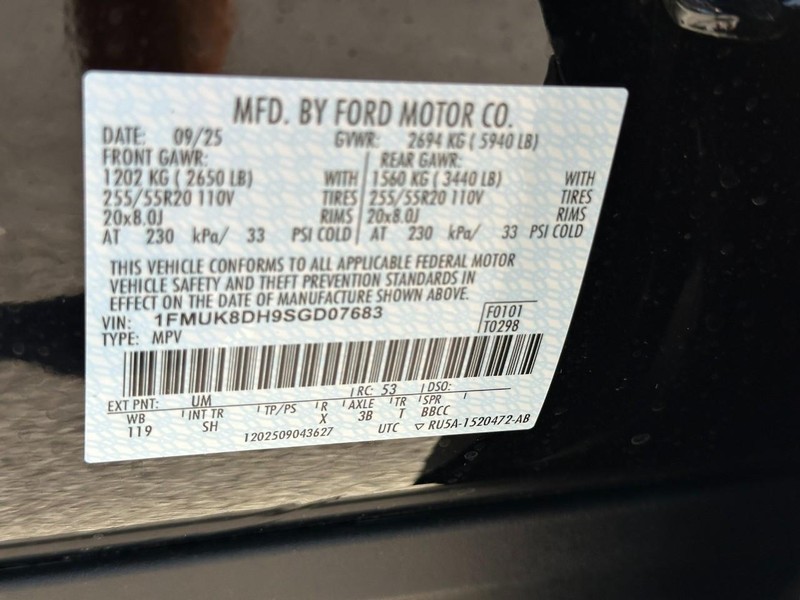 MFD. BY FORD MOTOR CO.
DATE: 09/25 GVWR: 2694 KG ( 5940 LB)
FRONT GAWR: REAR GAWR:
1202 KG ( 2650 LB) WITH 1560 KG ( 3440 LB) WITH
255/55R20 110V TIRES 255/55R20 110V TIRES
20x8.0J RIMS 20x8.0J RIMS
AT 230 kPa/ 33 PSI COLD AT 230 kPa/ 33 PSI COLD
THIS VEHICLE CONFORMS TO ALL APPLICABLE FEDERAL MOTOR
VEHICLE SAFETY AND THEFT PREVENTION STANDARDS IN
EFFECT ON THE DATE OF MANUFACTURE SHOWN ABOVE.
VIN: 1FMUK8DH9SGD07683 F0101
TYPE: MPV T0298
EXT PNT: UM RC: 53 DSO:
WB INT TR TP/PS R AXLE TR SPR
119 SH X 3B T BBCC
1202509043627 UTC ▽ RU5A-1520472-AB